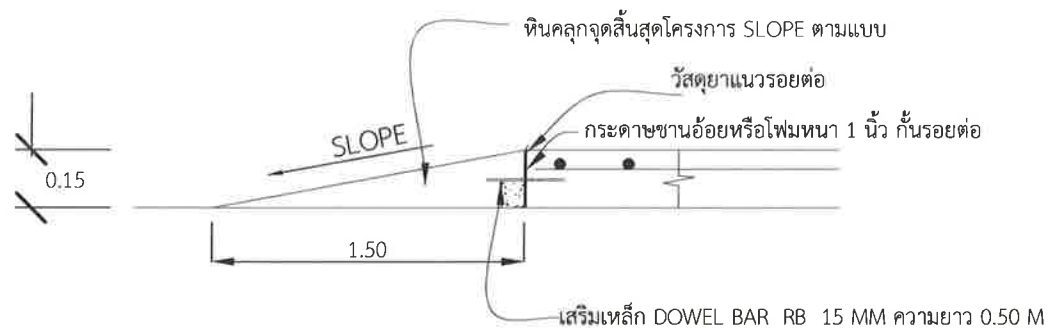 หินคลุกจุดสิ้นสุดโครงการ SLOPE ตามแบบ
วัสดุยาแนวรอยต่อ
กระดาษชานอ้อยหรือโฟมหนา 1 นิ้ว กั้นรอยต่อ
SLOPE
0.15
1.50
เสริมเหล็ก DOWEL BAR RB 15 MM ความยาว 0.50 M